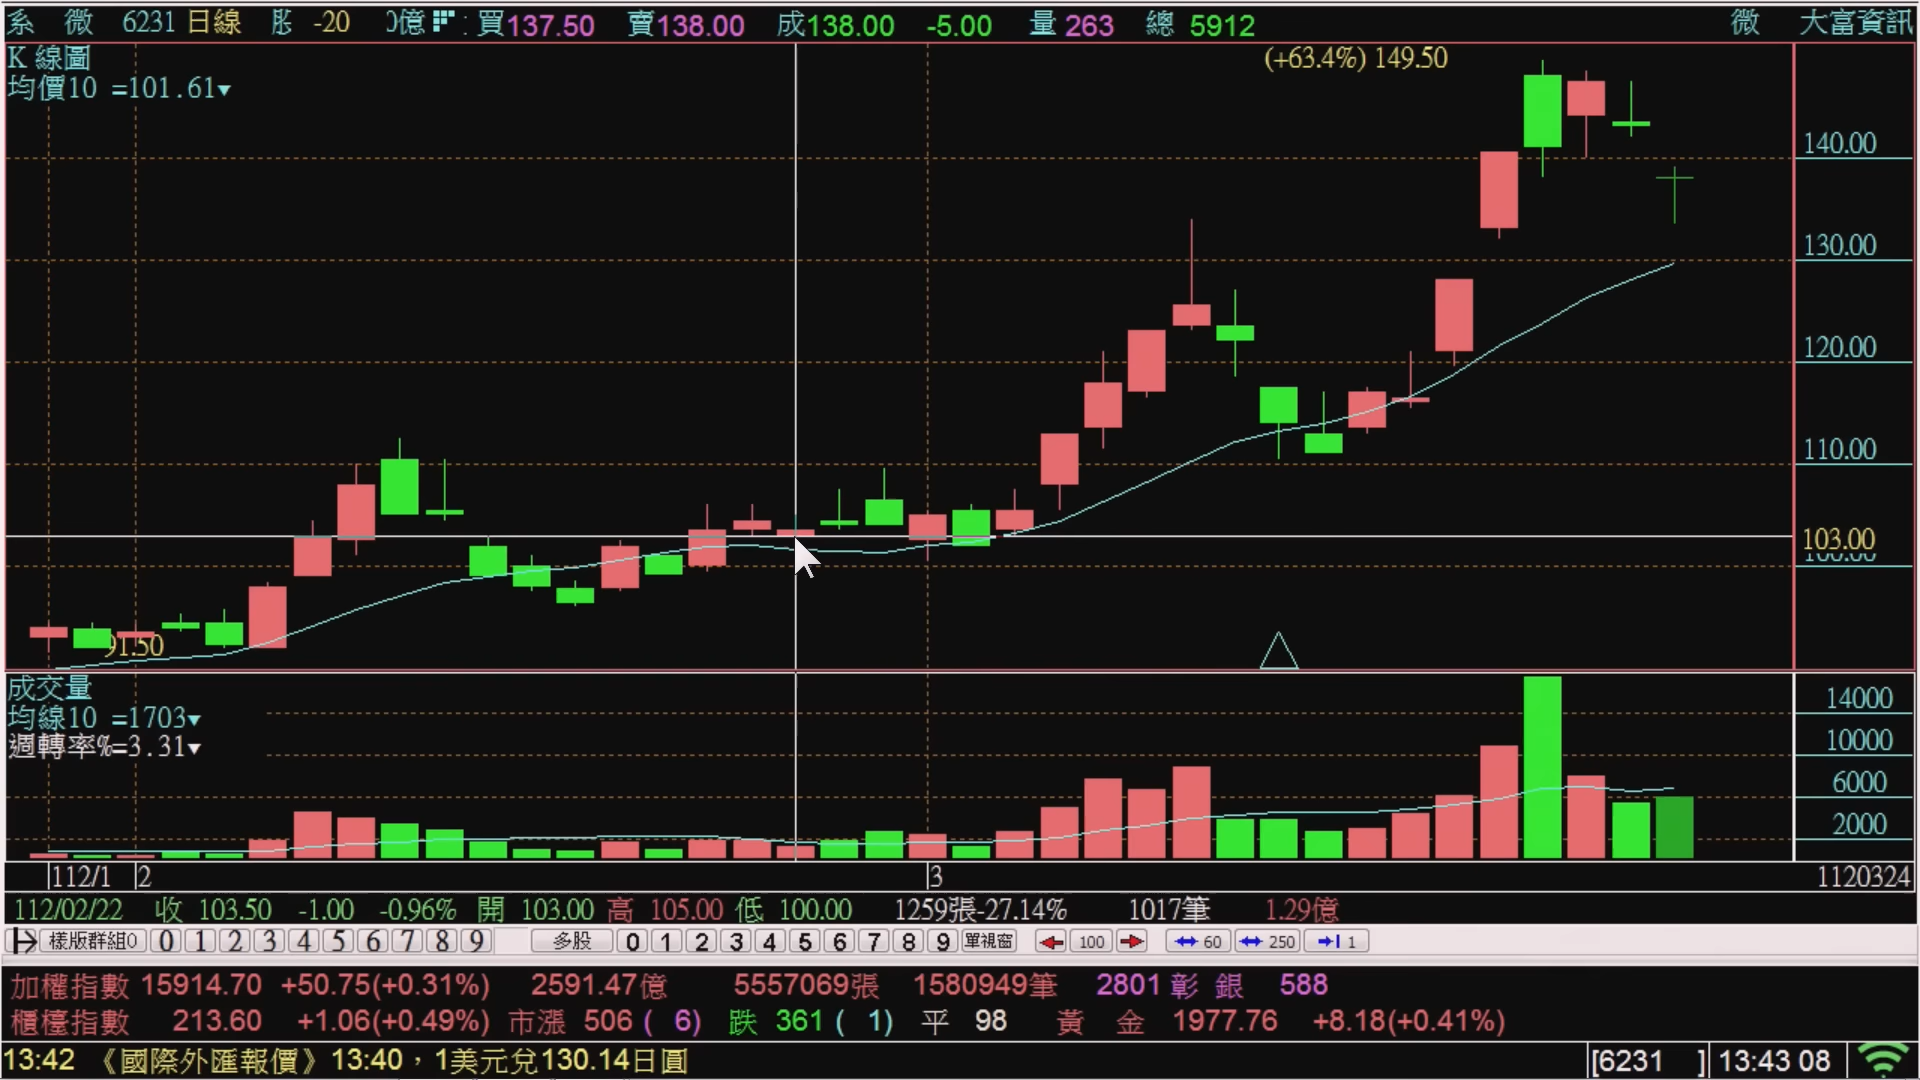 系 微 6231 日線 -20 億 買137.50 賣138.00 成138.00 -5.00 量 263 總 5912 微 大富資訊
K 線圖
均價10 =101.61▾
(+63.4%) 149.50
140.00
130.00
120.00
110.00
103.00
91.50
成交量
均線10 =1703▾
週轉率%=3.31▾
14000
10000
6000
2000
112/1 2 3 1120324
112/02/22 收 103.50 -1.00 -0.96% 開 103.00 高 105.00 低 100.00 1259張-27.14% 1017筆 1.29億
樣版群組0 0 1 2 3 4 5 6 7 8 9 多股 0 1 2 3 4 5 6 7 8 9 單視窗 100 60 250 1
加權指數 15914.70 +50.75(+0.31%) 2591.47億 5557069張 1580949筆 2801 彰 銀 588
櫃檯指數 213.60 +1.06(+0.49%) 市漲 506 ( 6) 跌 361 ( 1) 平 98 黃 金 1977.76 +8.18(+0.41%)
13:42 《國際外匯報價》13:40，1美元兌130.14日圓 [6231 ] 13:43 08